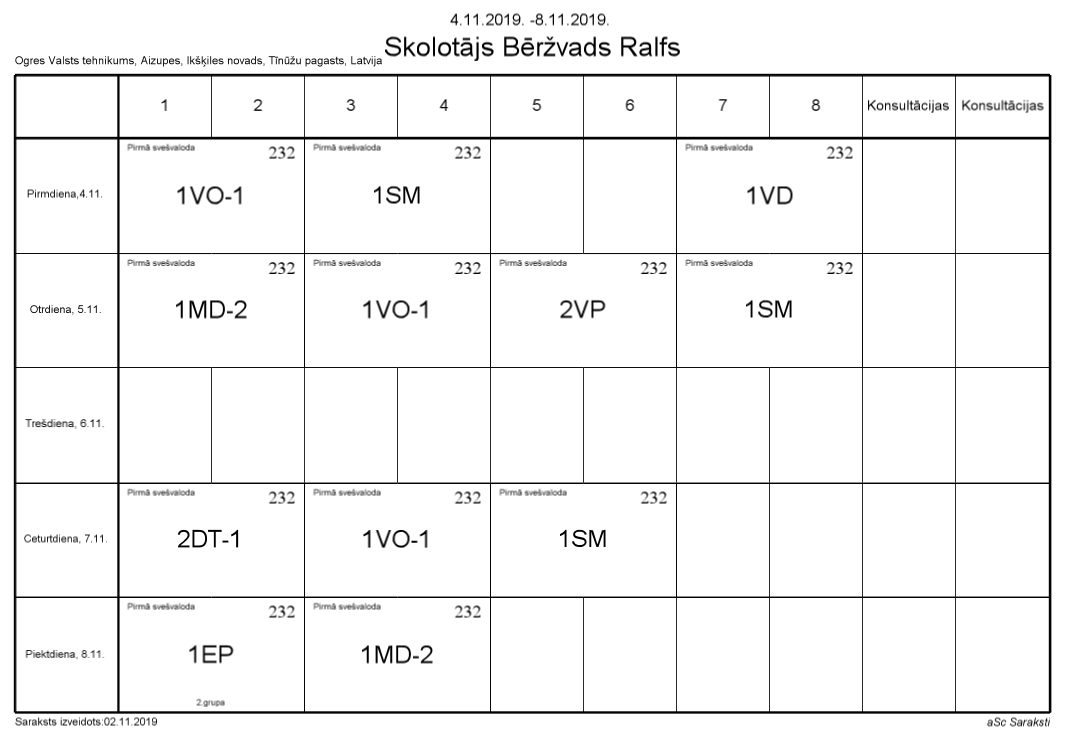 4.11.2019. -8.11.2019.
Skolotājs Bēržvads Ralfs
Ogres Valsts tehnikums, Aizupes, Ikšķiles novads, Tīnūžu pagasts, Latvija
1 2 3 4 5 6 7 8 Konsultācijas Konsultācijas
Pirmā svešvaloda 232 Pirmā svešvaloda 232 Pirmā svešvaloda 232
Pirmdiena,4.11. 1VO-1 1SM 1VD
Pirmā svešvaloda 232 Pirmā svešvaloda 232 Pirmā svešvaloda 232 Pirmā svešvaloda 232
Otrdiena, 5.11. 1MD-2 1VO-1 2VP 1SM
Trešdiena, 6.11.
Pirmā svešvaloda 232 Pirmā svešvaloda 232 Pirmā svešvaloda 232
Ceturtdiena, 7.11. 2DT-1 1VO-1 1SM
Pirmā svešvaloda 232 Pirmā svešvaloda 232
Piektdiena, 8.11. 1EP 1MD-2
2.grupa
Saraksts izveidots:02.11.2019 aSc Saraksti